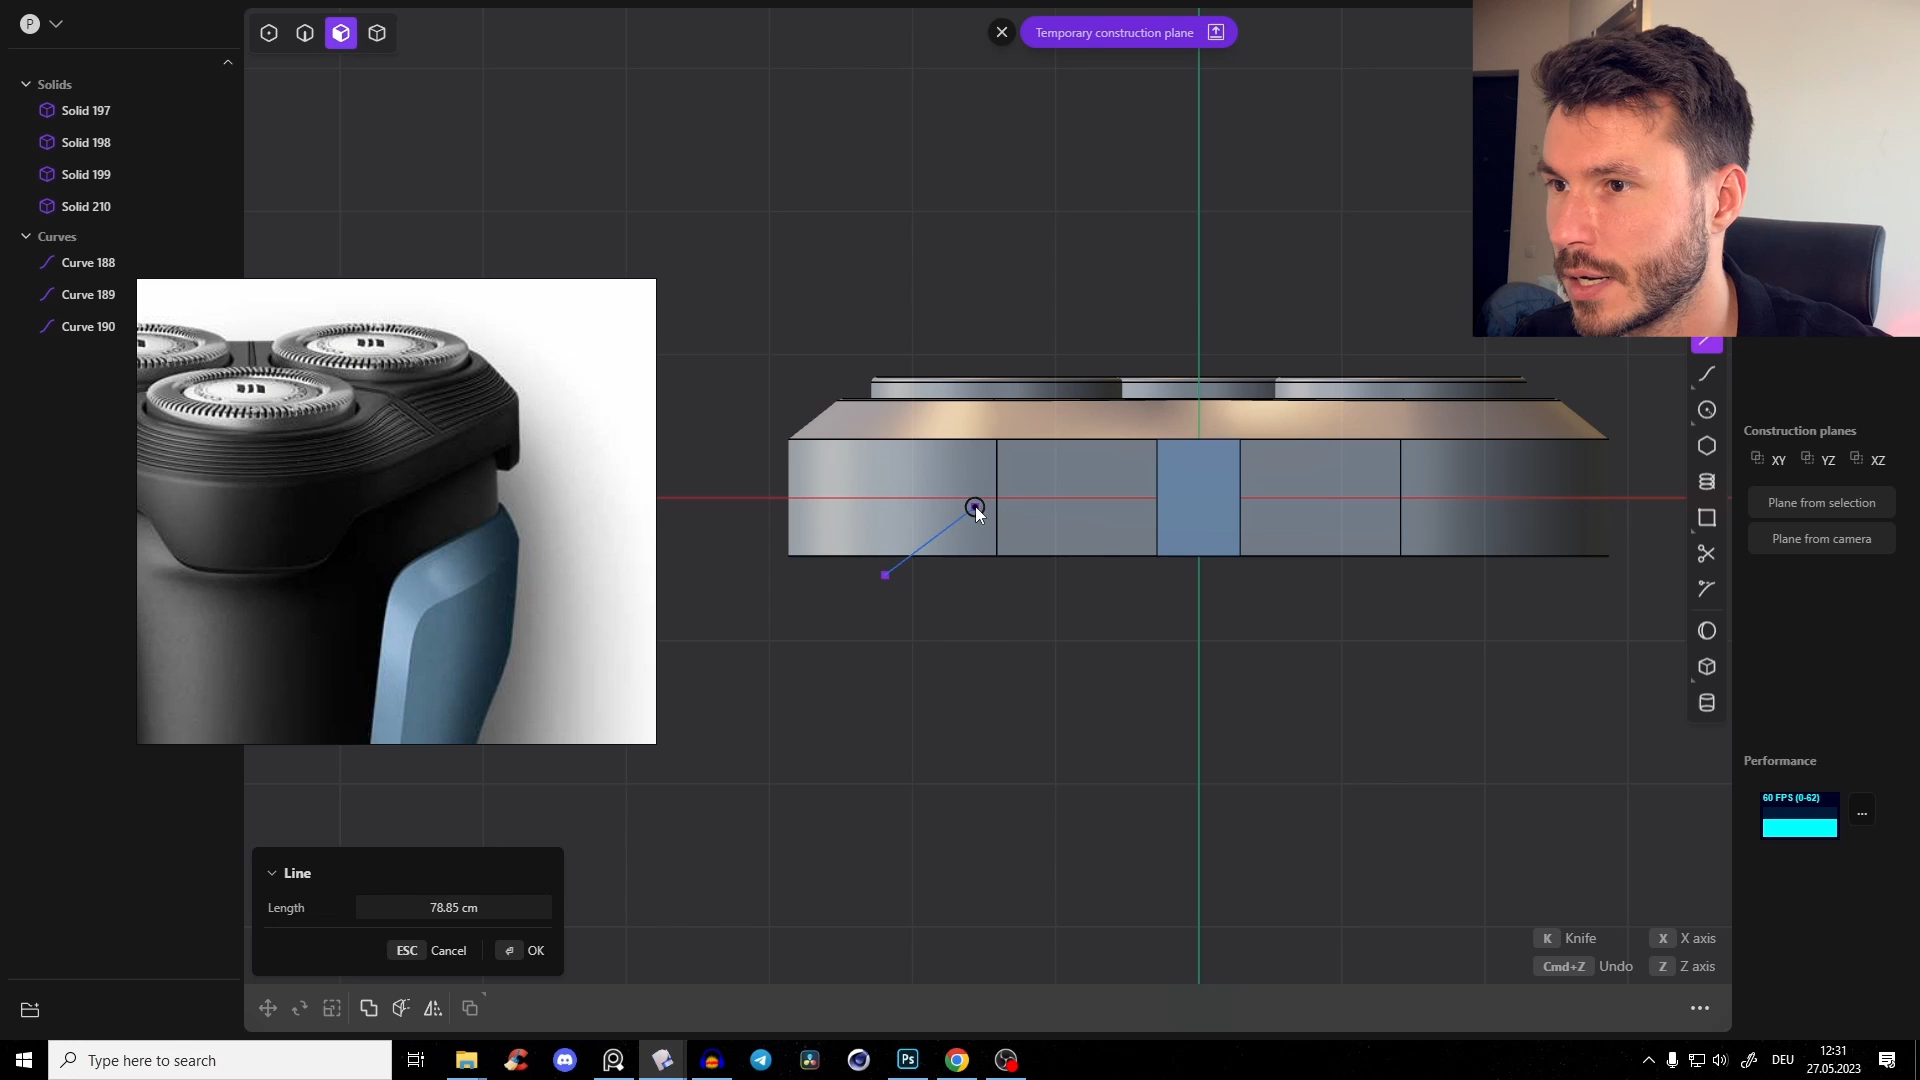 P
Temporary construction plane
Solids
Solid 197
Solid 198
Solid 199
Solid 210
Curves
Curve 188
Curve 189
Curve 190
Construction planes
XY
YZ
XZ
Plane from selection
Plane from camera
Performance
60 FPS (0-62)
...
Line
Length
78.85 cm
ESC
Cancel
OK
K
Knife
X
X axis
Cmd+Z
Undo
Z
Z axis
Type here to search
Ps
DEU
12:31
27.05.2023